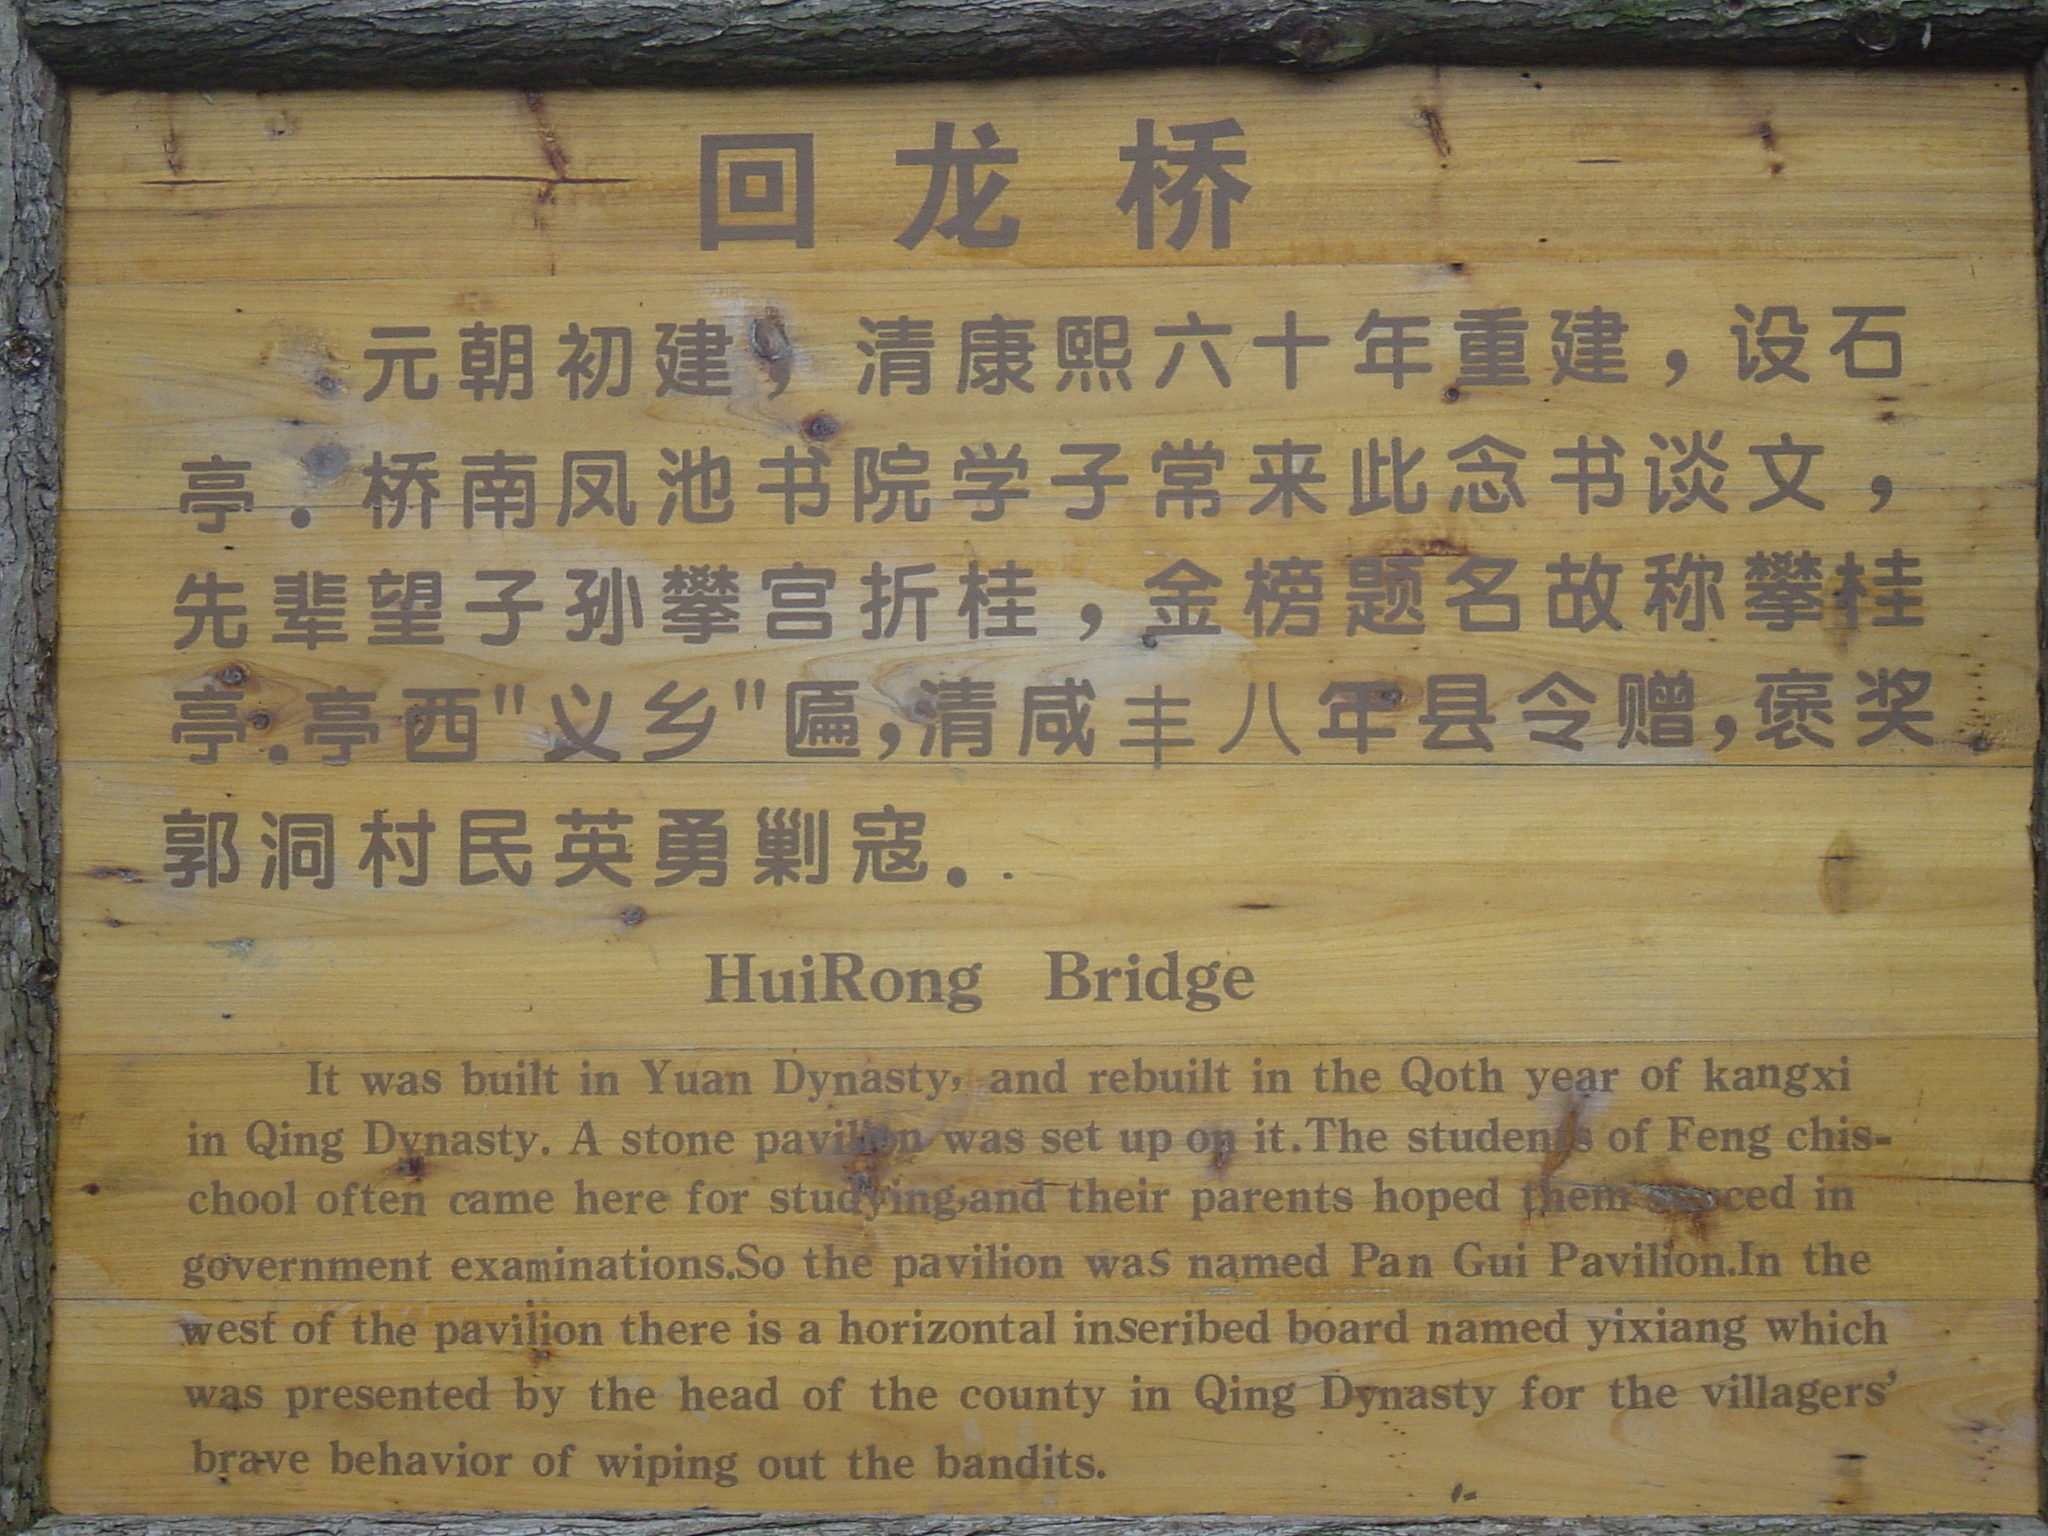 回龙桥
元朝初建，清康熙六十年重建，设石
亭．桥南凤池书院学子常来此念书谈文，
先辈望子孙攀宫折桂，金榜题名故称攀桂
亭．亭西"义乡"匾，清咸丰八年县令赠，褒奖
郭洞村民英勇剿寇．
HuiRong Bridge
It was built in Yuan Dynasty, and rebuilt in the Qoth year of kangxi
in Qing Dynasty. A stone pavilion was set up on it.The students of Feng chis-
chool often came here for studying,and their parents hoped them succed in
government examinations.So the pavilion was named Pan Gui Pavilion.In the
west of the pavilion there is a horizontal inseribed board named yixiang which
was presented by the head of the county in Qing Dynasty for the villagers'
brave behavior of wiping out the bandits.